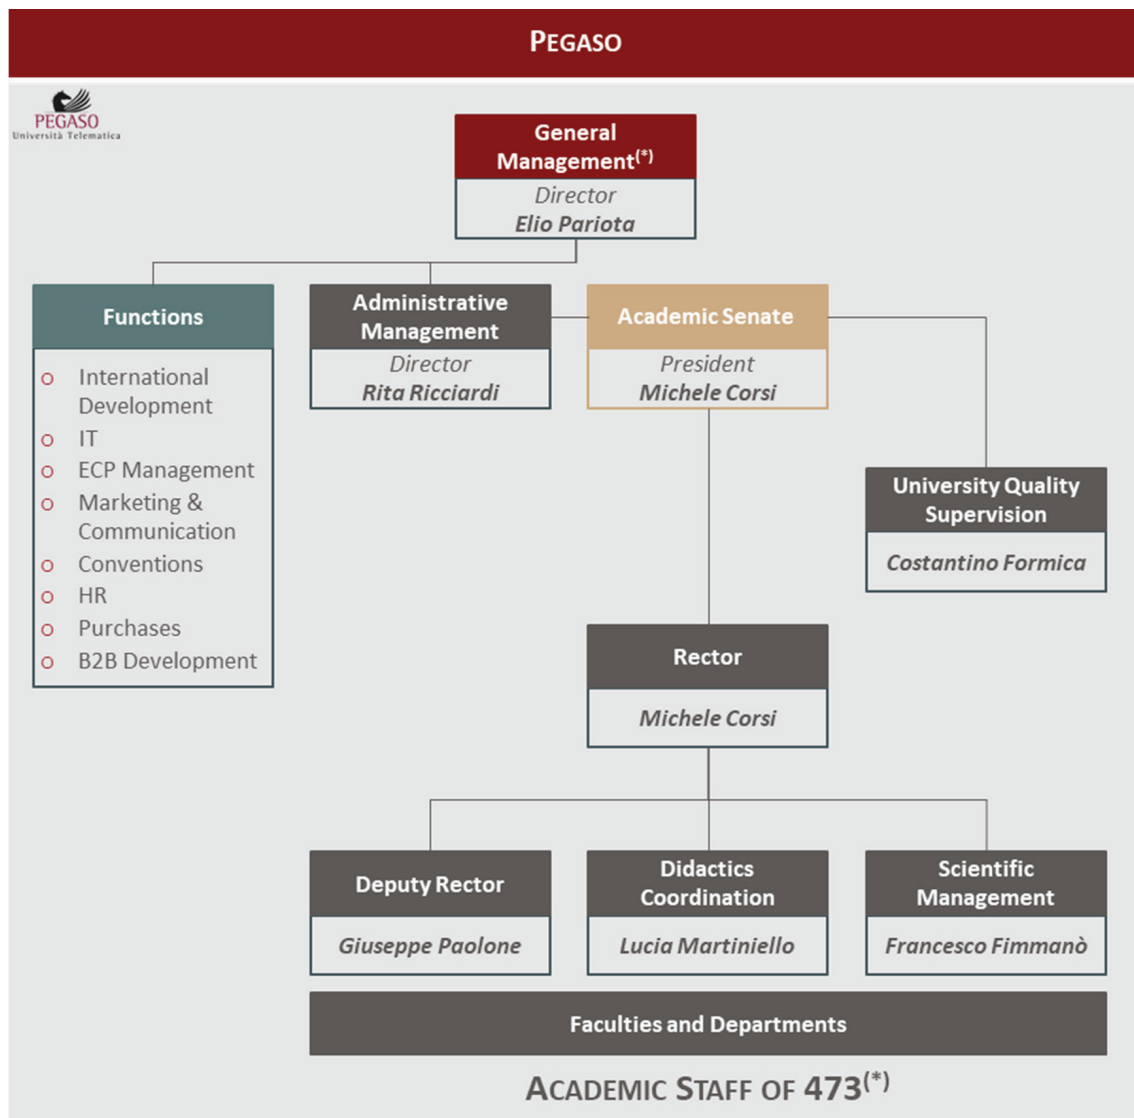 PEGASO
PEGASO
Università Telematica
General
Management(*)
Director
Elio Pariota
Functions
International
Development
IT
ECP Management
Marketing &
Communication
Conventions
HR
Purchases
B2B Development
Administrative
Management
Director
Rita Ricciardi
Academic Senate
President
Michele Corsi
University Quality
Supervision
Costantino Formica
Rector
Michele Corsi
Deputy Rector
Giuseppe Paolone
Didactics
Coordination
Lucia Martiniello
Scientific
Management
Francesco Fimmanò
Faculties and Departments
ACADEMIC STAFF OF 473(*)